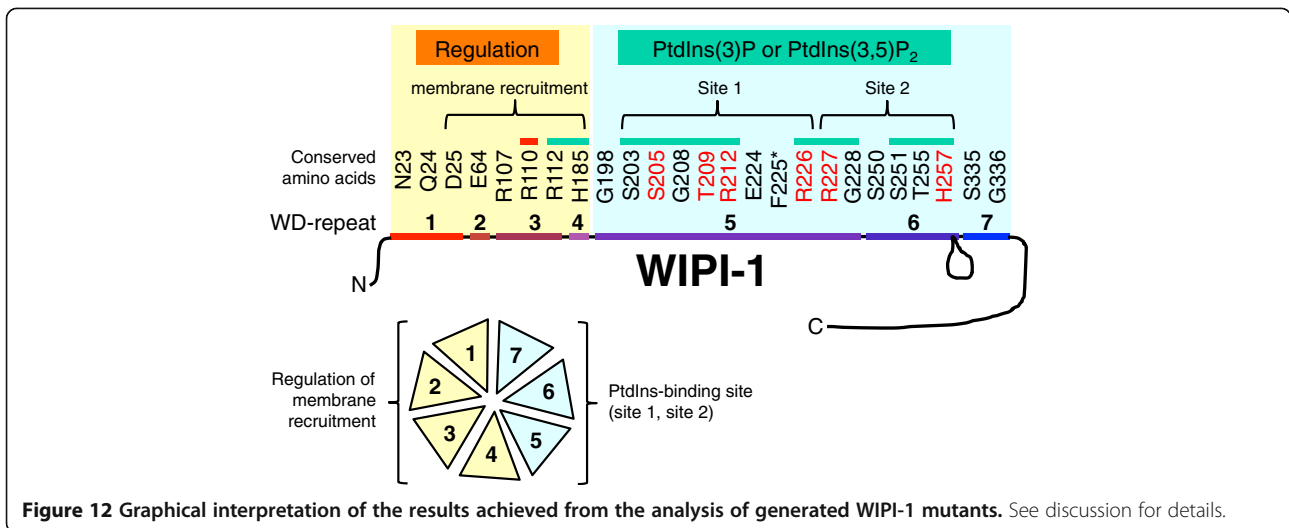 Regulation
PtdIns(3)P or PtdIns(3,5)P2
membrane recruitment
Site 1
Site 2
Conserved
amino acids
N23 Q24 D25 E64 R107 R110 R112 H185 G198 S203 S205 G208 T209 R212 E224 F225* R226 R227 G228 S250 S251 T255 H257 S335 G336
WD-repeat 1 2 3 4 5 6 7
N
WIPI-1
C
Regulation of
membrane
recruitment
1 2 3 4 5 6 7
PtdIns-binding site
(site 1, site 2)
Figure 12 Graphical interpretation of the results achieved from the analysis of generated WIPI-1 mutants. See discussion for details.